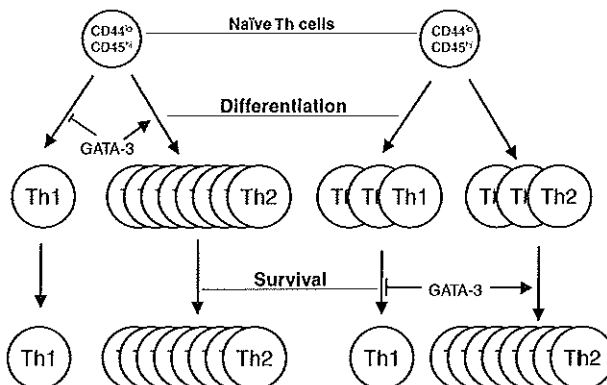 CD44lo
CD45hi
Naïve Th cells
CD44lo
CD45hi
Differentiation
GATA-3
Th1
Th2
Th1
Th2
Survival
GATA-3
Th1
Th2
Th1
Th2